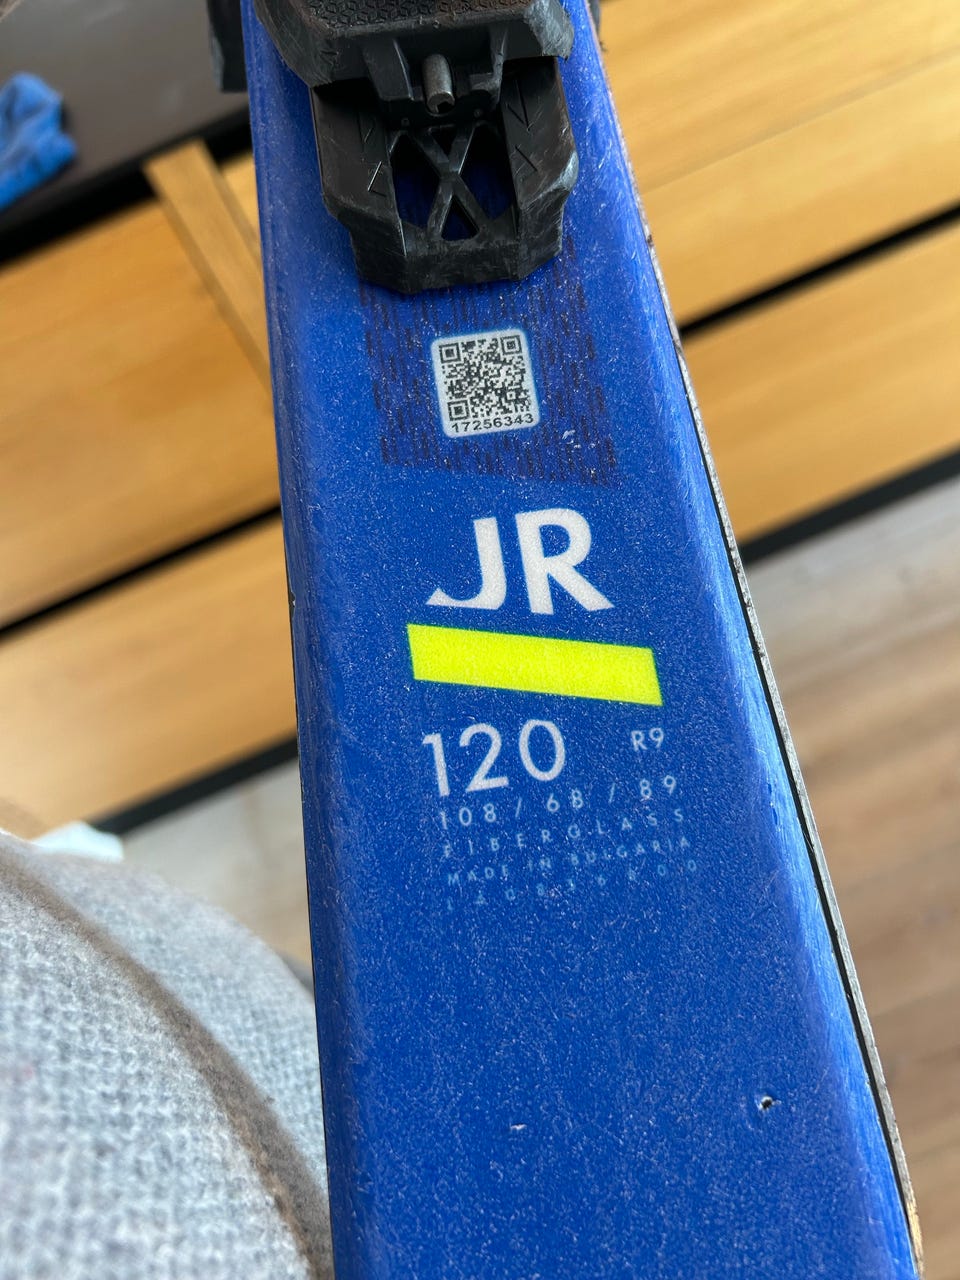 17256343
JR
120 R9
108 / 68 / 89
FIBERGLASS
MADE IN BULGARIA